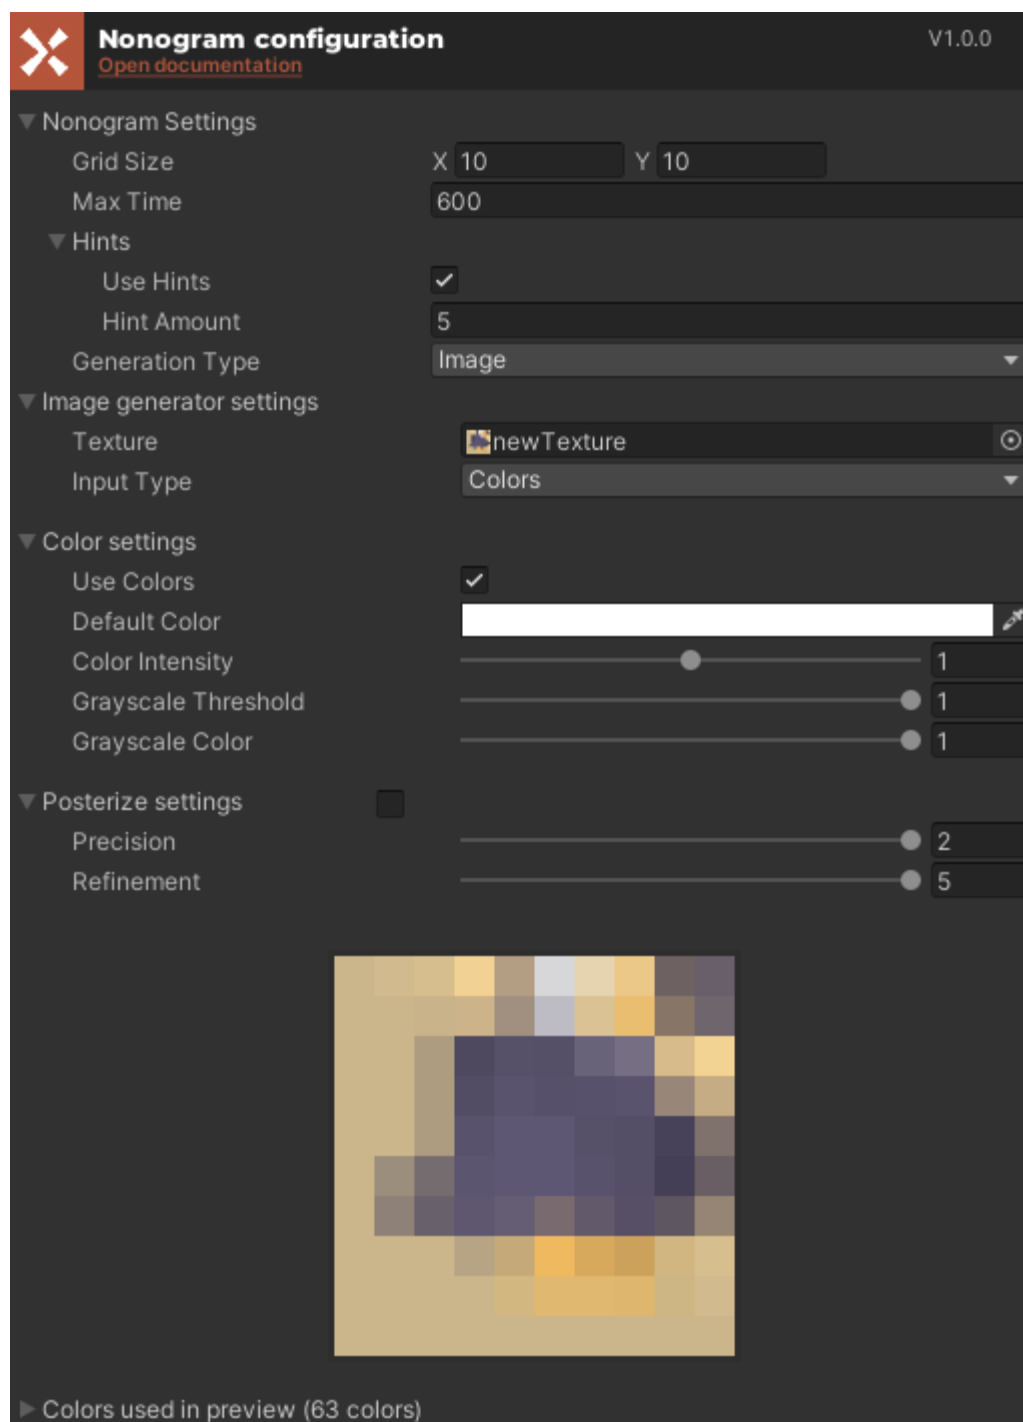 Nonogram configuration V1.0.0
Open documentation
Nonogram Settings
Grid Size X 10 Y 10
Max Time 600
Hints
Use Hints
Hint Amount 5
Generation Type Image
Image generator settings
Texture newTexture
Input Type Colors
Color settings
Use Colors
Default Color
Color Intensity 1
Grayscale Threshold 1
Grayscale Color 1
Posterize settings
Precision 2
Refinement 5
Colors used in preview (63 colors)